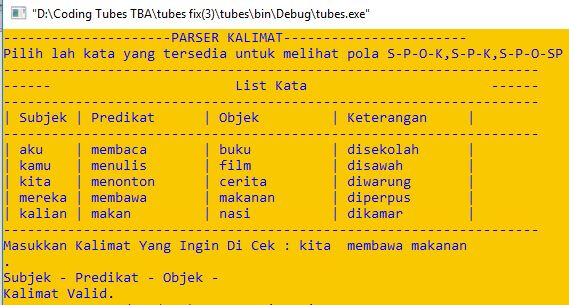 "D:\Coding Tubes TBA\tubes fix(3)\tubes\bin\Debug\tubes.exe"
---------------------PARSER KALIMAT-----------------------
Pilih lah kata yang tersedia untuk melihat pola S-P-O-K,S-P-K,S-P-O-SP
-------------------------------------------------------------------
------ List Kata ------
-------------------------------------------------------------------
| Subjek | Predikat | Objek | Keterangan |
-------------------------------------------------------------------
| aku | membaca | buku | disekolah |
| kamu | menulis | film | disawah |
| kita | menonton | cerita | diwarung |
| mereka | membawa | makanan | diperpus |
| kalian | makan | nasi | dikamar |
-------------------------------------------------------------------
Masukkan Kalimat Yang Ingin Di Cek : kita  membawa makanan
.
Subjek - Predikat - Objek -
Kalimat Valid.